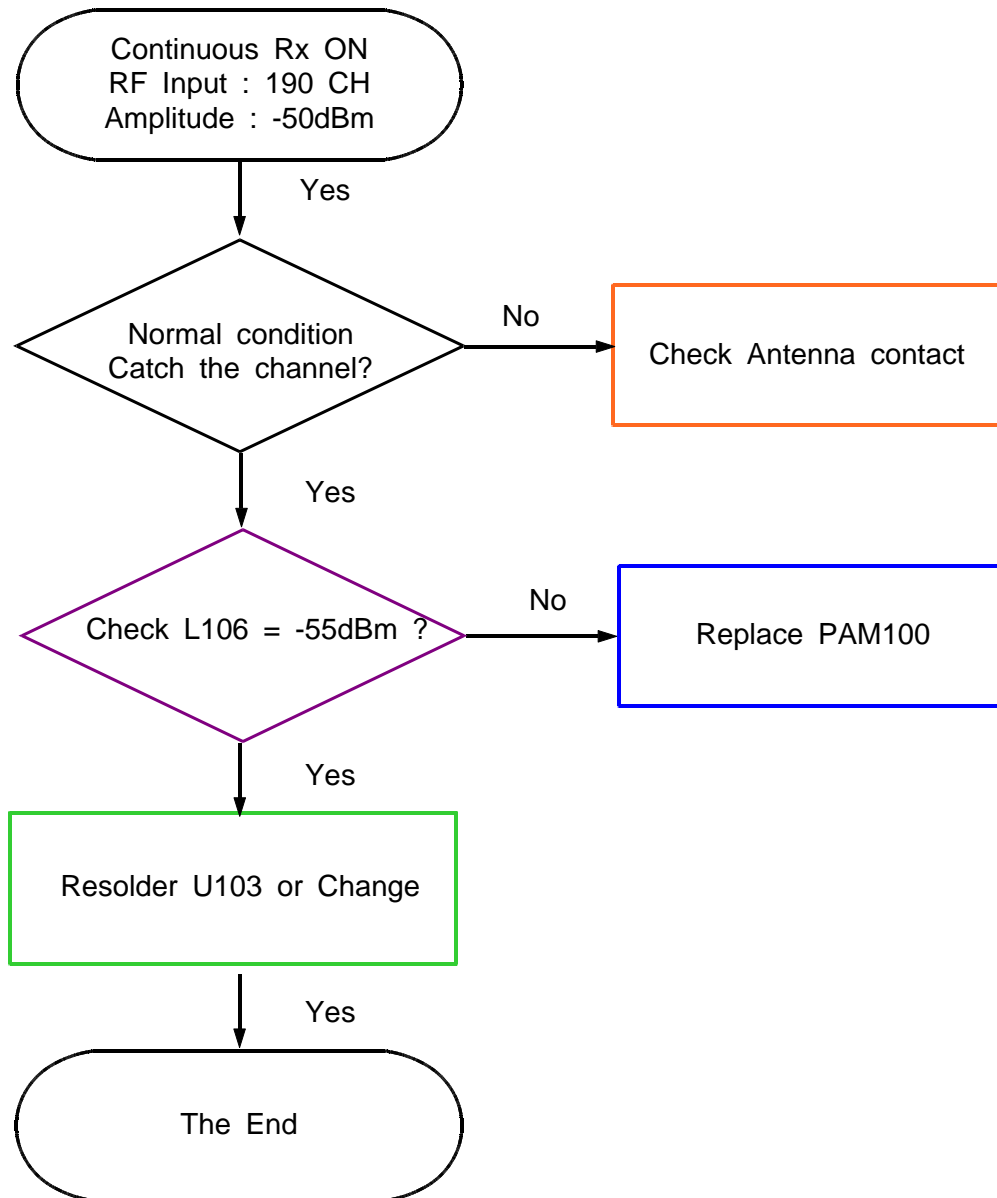 Continuous Rx ON
RF Input : 190 CH
Amplitude : -50dBm
Yes
Normal condition
Catch the channel?
No
Check Antenna contact
Yes
Check L106 = -55dBm ?
No
Replace PAM100
Yes
Resolder U103 or Change
Yes
The End